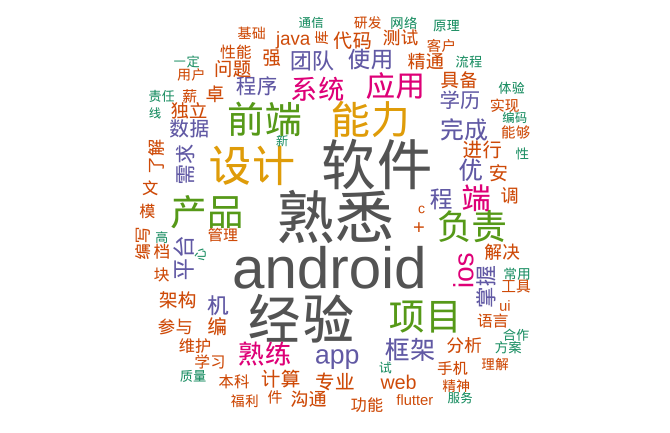 通信 研发 网络 原理
基础 java 世 代码 测试 客户
性能 强 团队 使用 精通 流程
一定 用户 问题 程序 系统 应用 具备 体验
责任 薪 卓 学历 实现
线 独立 前端 能力 编码
数据 新 完成 能够
了解 需求 设计 软件 进行 性
文 优 安
模 产品 熟悉 程 端 调
编写 高 管理 c + 负责
档 平台 心 android ios 掌握 解决
块 常用 工具
架构 机 经验 项目 ui
参与 编 语言
维护 熟练 app 框架 分析 合作 方案
学习 试 手机 理解
质量 本科 计算 专业 web 精神
福利 件 沟通 功能 flutter 服务